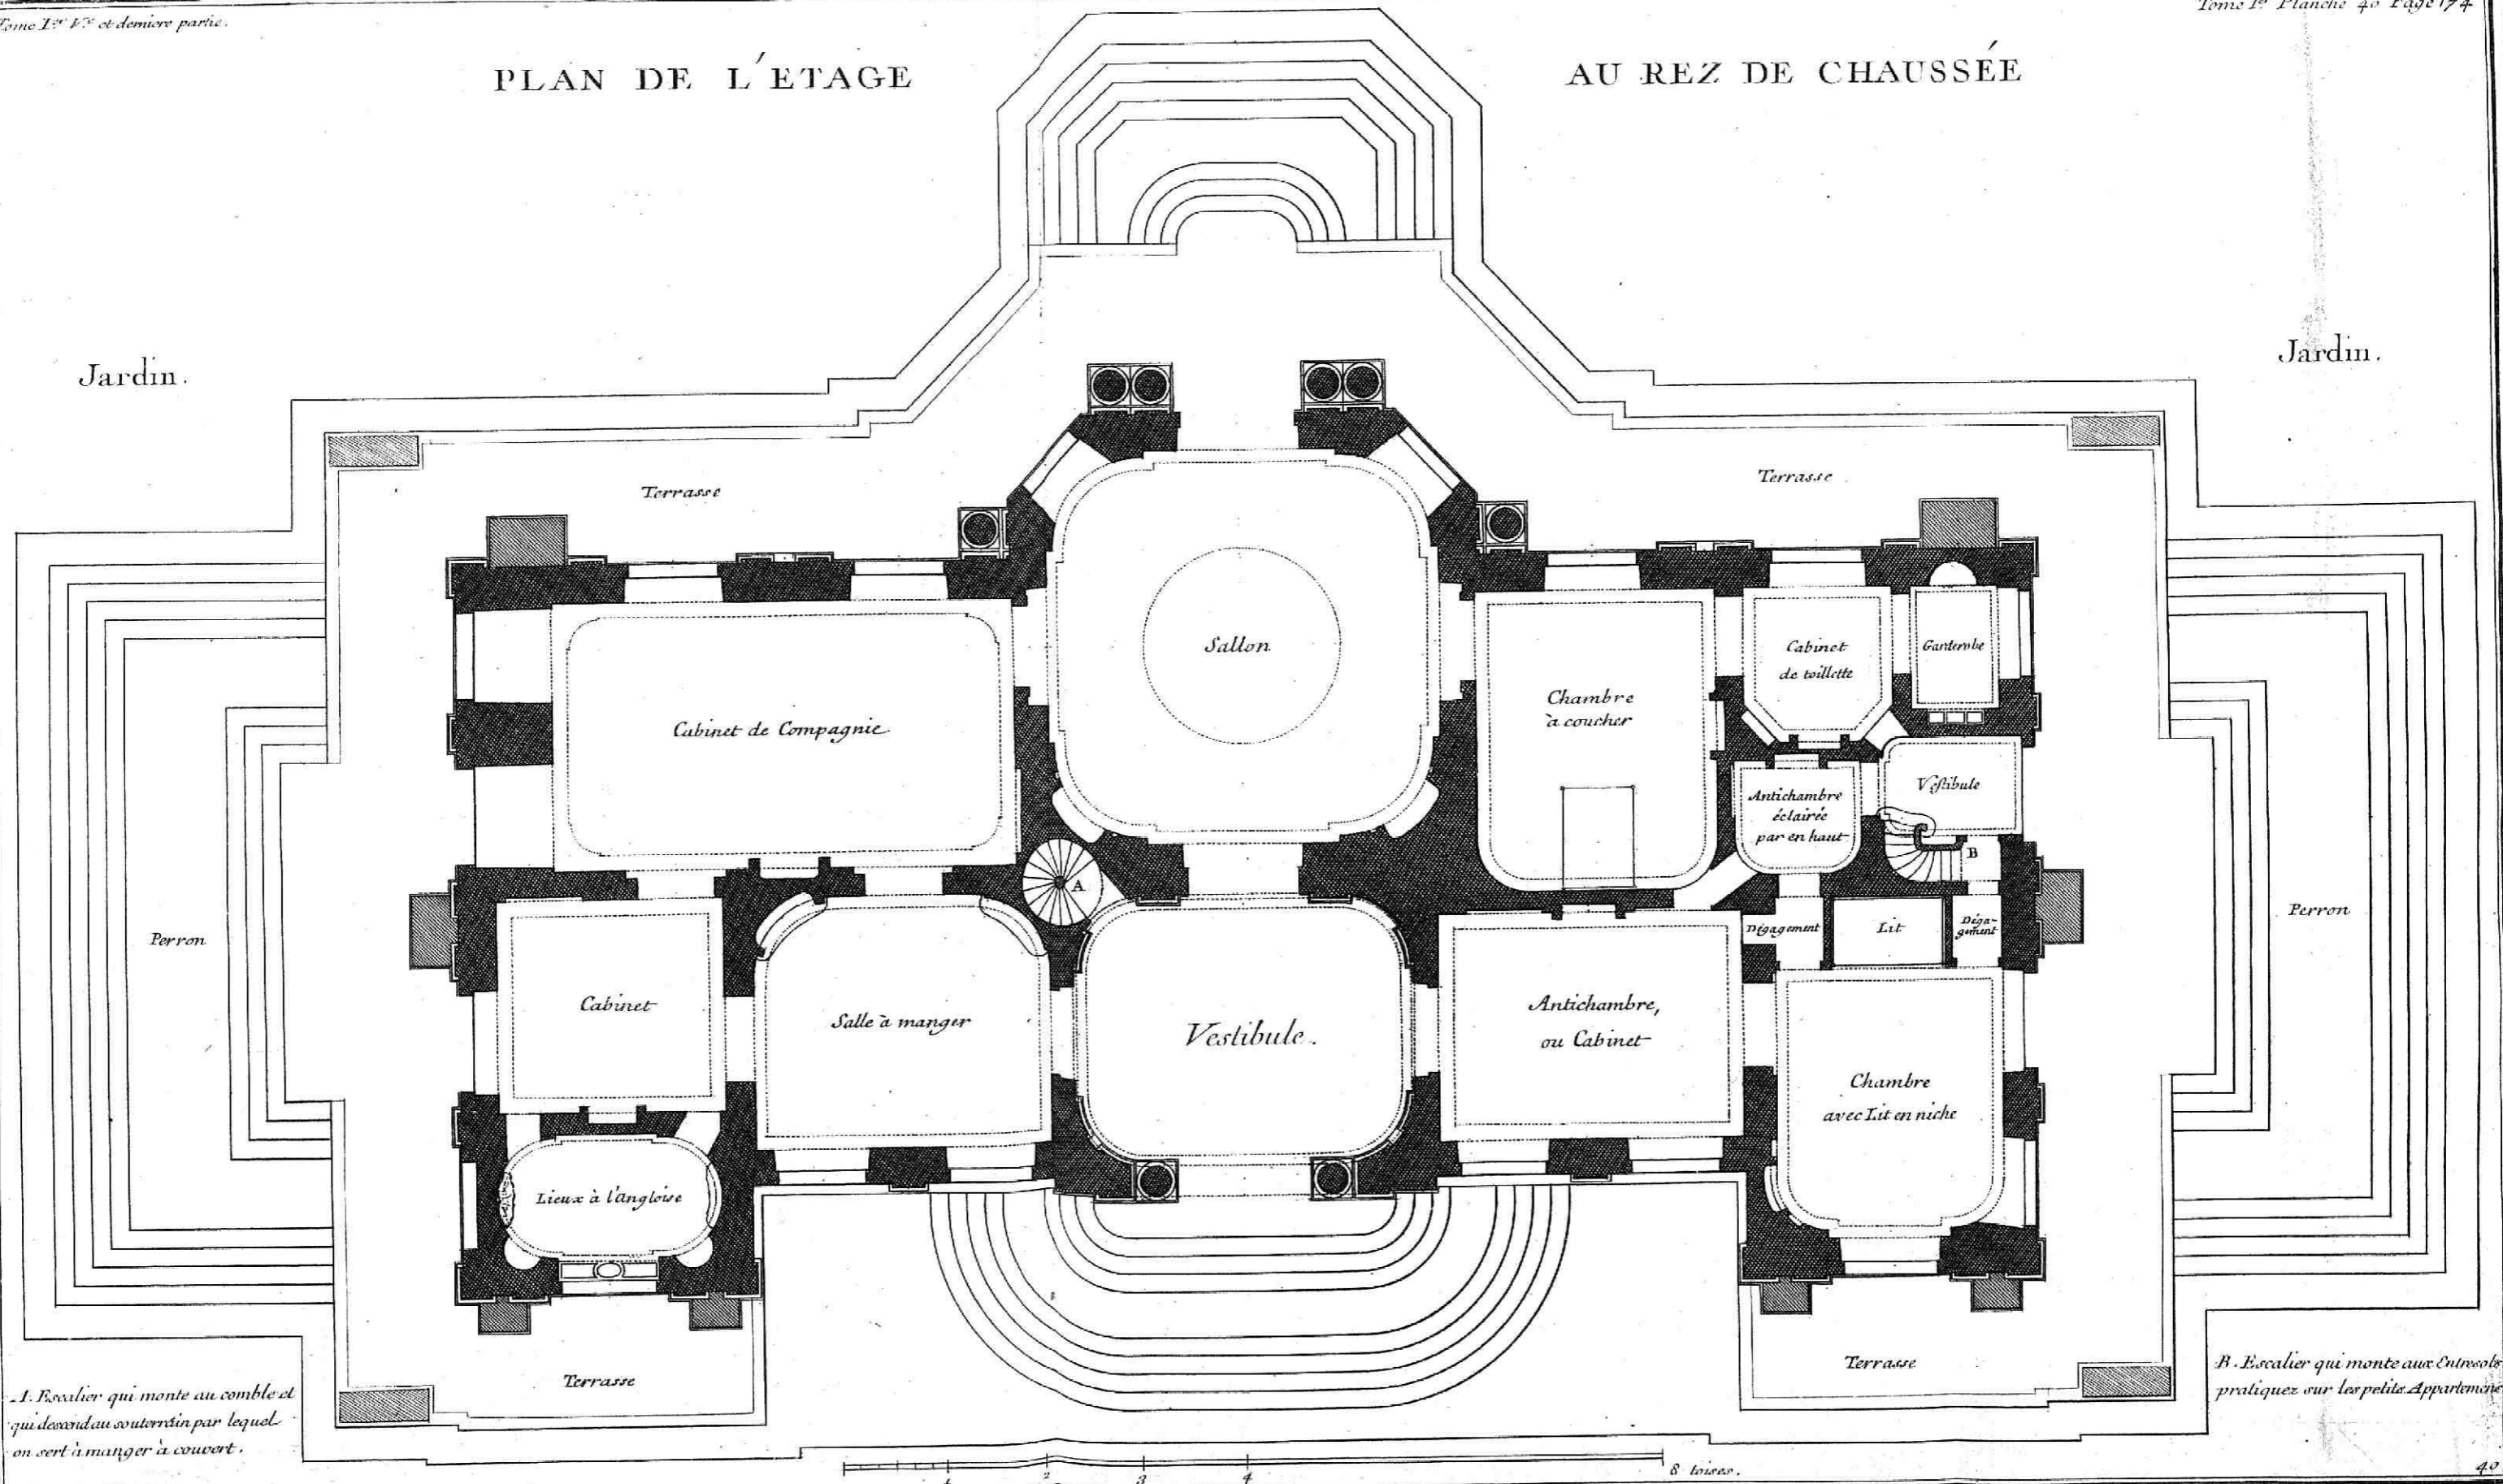 Tome I.er V.e et derniere partie.
Tome I.er Planche 40 Page 174
PLAN DE L'ETAGE
AU REZ DE CHAUSSÉE
Jardin.
Jardin.
Terrasse
Terrasse
Sallon
Cabinet de Compagnie
Chambre
à coucher
Cabinet
de toillette
Garderobe
Vestibule
Antichambre
éclairée
par en haut
A
B
Perron
Dégagement
Lit
Déga-
gement
Perron
Cabinet
Salle à manger
Vestibule.
Antichambre,
ou Cabinet
Chambre
avec Lit en niche
Lieux à l'angloise
Terrasse
Terrasse
A. Escalier qui monte au comble et
qui descend au souterrain par lequel
on sert à manger à couvert.
B. Escalier qui monte aux Entresols
pratiquez sur les petits Appartemens
1 2 3 4 8 toises.
40